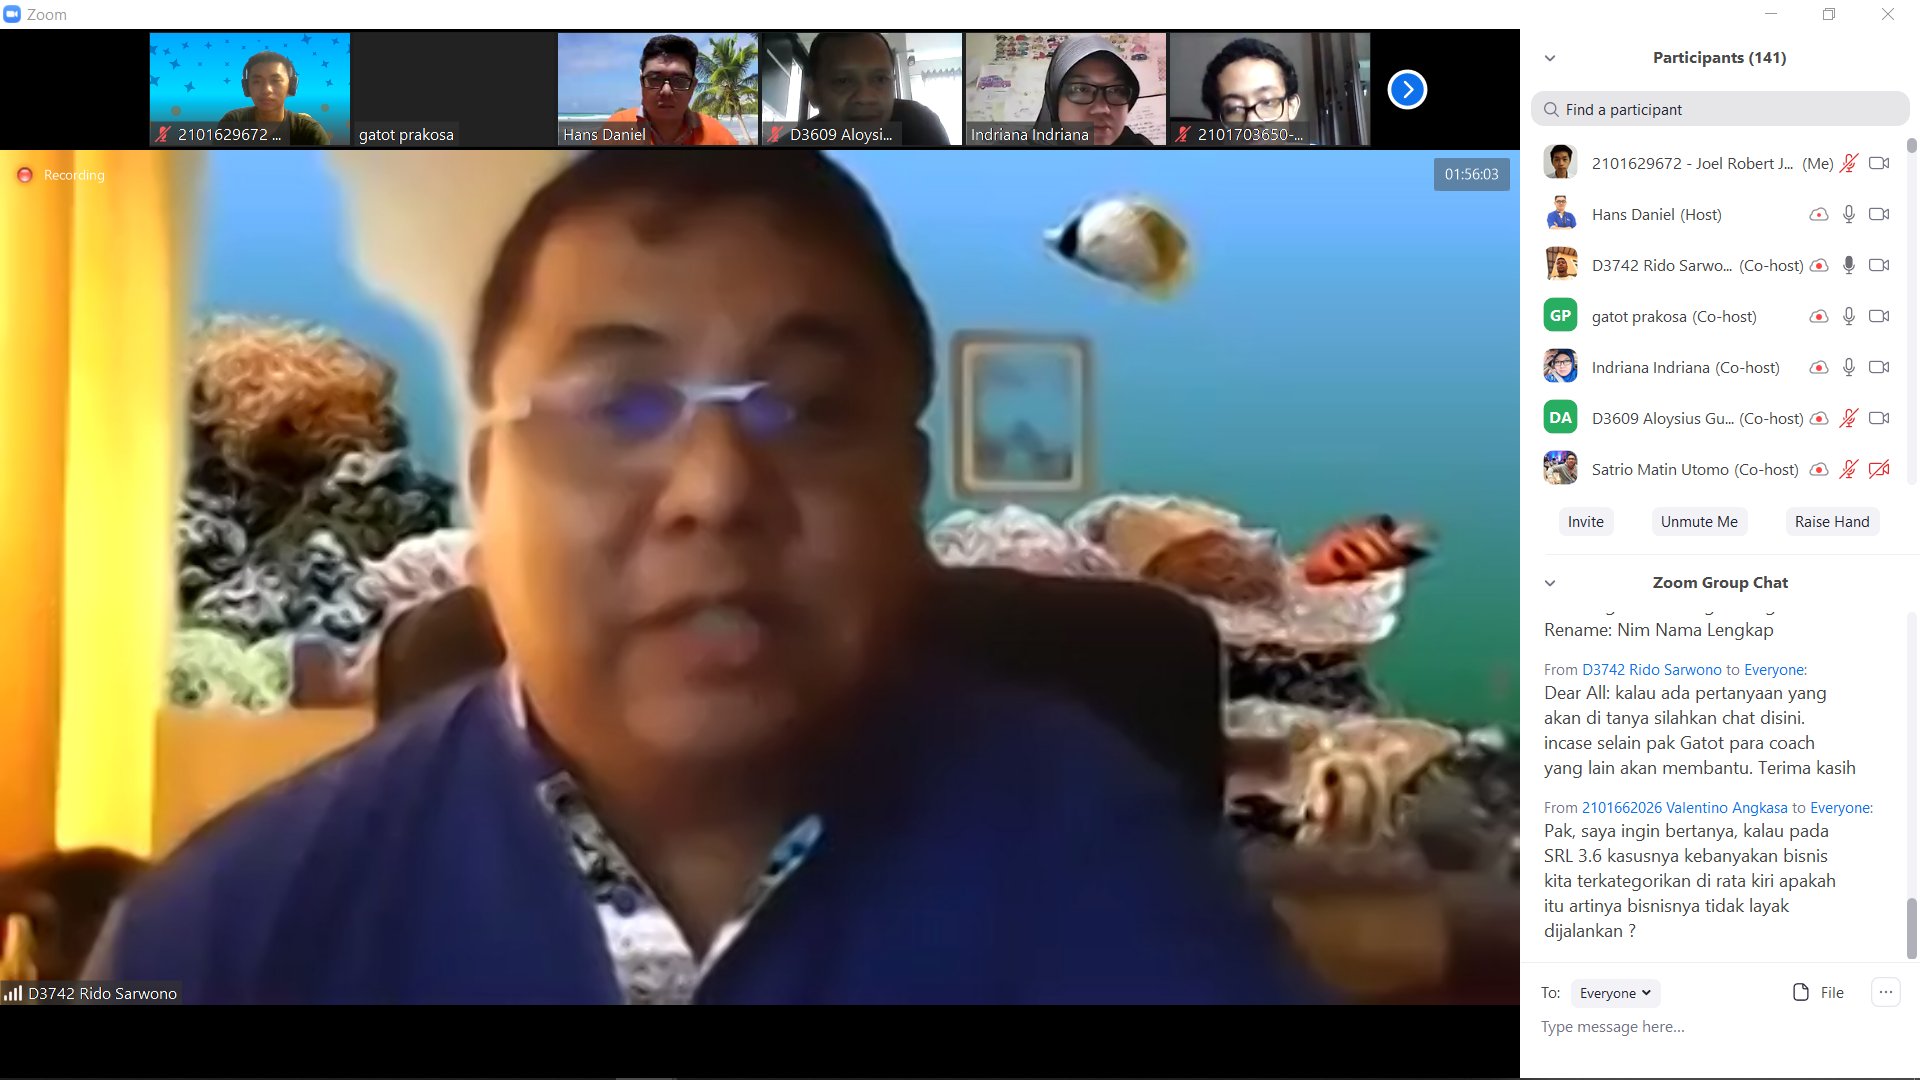 Zoom
2101629672 ...
gatot prakosa
Hans Daniel
D3609 Aloysi...
Indriana Indriana
2101703650-...
Recording
01:56:03
D3742 Rido Sarwono
Participants (141)
Find a participant
2101629672 - Joel Robert J... (Me)
Hans Daniel (Host)
D3742 Rido Sarwo... (Co-host)
GP
gatot prakosa (Co-host)
Indriana Indriana (Co-host)
DA
D3609 Aloysius Gu... (Co-host)
Satrio Matin Utomo (Co-host)
Invite
Unmute Me
Raise Hand
Zoom Group Chat
Rename: Nim Nama Lengkap
From D3742 Rido Sarwono to Everyone:
Dear All: kalau ada pertanyaan yang
akan di tanya silahkan chat disini.
incase selain pak Gatot para coach
yang lain akan membantu. Terima kasih
From 2101662026 Valentino Angkasa to Everyone:
Pak, saya ingin bertanya, kalau pada
SRL 3.6 kasusnya kebanyakan bisnis
kita terkategorikan di rata kiri apakah
itu artinya bisnisnya tidak layak
dijalankan ?
To: Everyone
File
Type message here...